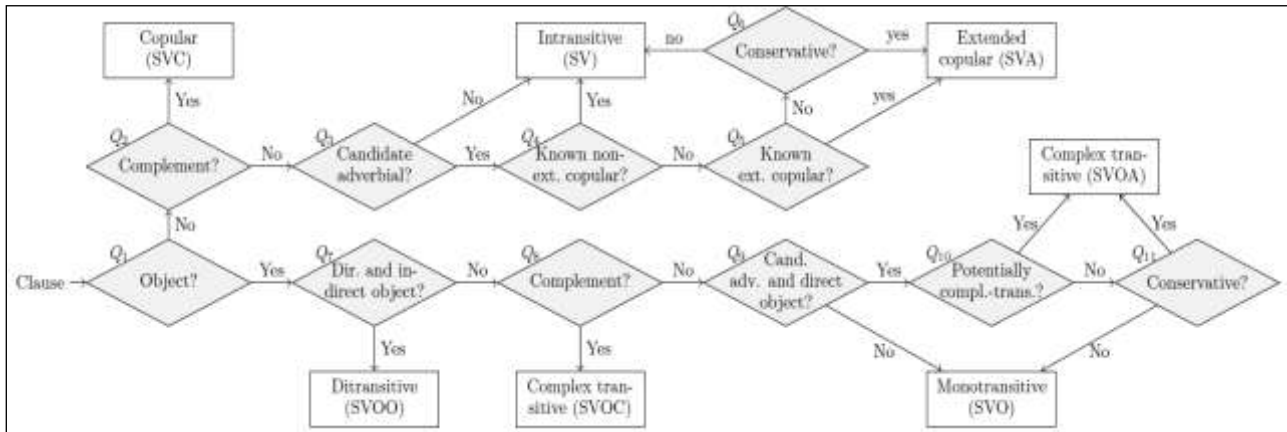 Copular
(SVC)
Intransitive
(SV)
Q6
Conservative?
Extended
copular (SVA)
no
yes
Yes
No
Yes
No
yes
Q2
Complement?
No
Q3
Candidate
adverbial?
Yes
Q4
Known non-
ext. copular?
No
Q5
Known
ext. copular?
Complex tran-
sitive (SVOA)
No
Yes
Yes
Clause
Q1
Object?
Yes
Q7
Dir. and in-
direct object?
No
Q8
Complement?
No
Q9
Cand.
adv. and direct
object?
Yes
Q10
Potentially
compl.-trans.?
No
Q11
Conservative?
Yes
Yes
No
No
Ditransitive
(SVOO)
Complex tran-
sitive (SVOC)
Monotransitive
(SVO)